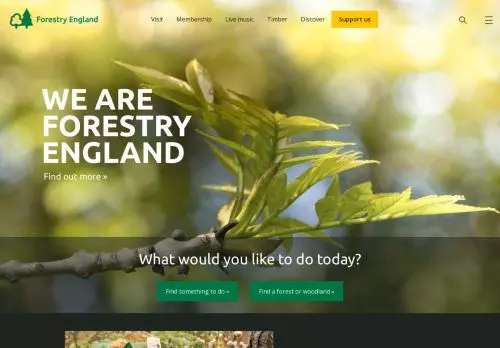 Forestry England
Visit Membership Live music Timber Discover Support us
WE ARE
FORESTRY
ENGLAND
Find out more »
What would you like to do today?
Find something to do »
Find a forest or woodland »